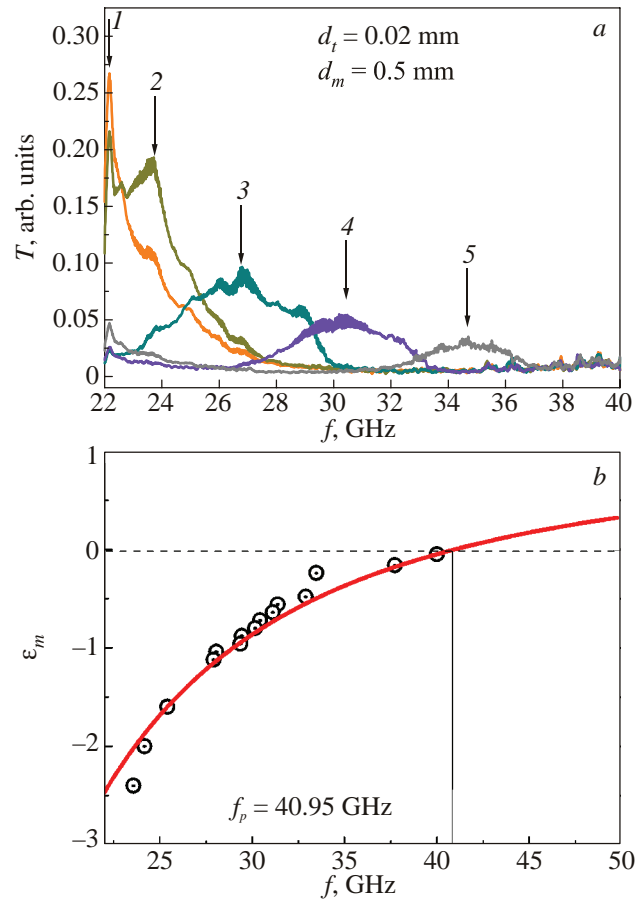 0.30
0.25
0.20
0.15
0.10
0.05
0
T, arb. units
1
2
3
4
5
a
d_t = 0.02 mm
d_m = 0.5 mm
22 24 26 28 30 32 34 36 38 40
f, GHz
1
0
−1
−2
−3
ε_m
b
f_p = 40.95 GHz
25 30 35 40 45 50
f, GHz